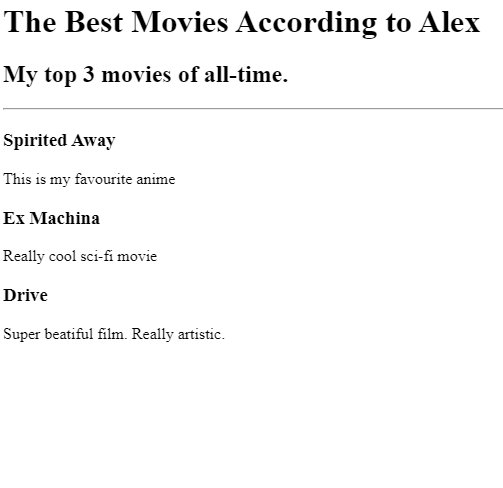 The Best Movies According to Alex
My top 3 movies of all-time.
Spirited Away
This is my favourite anime
Ex Machina
Really cool sci-fi movie
Drive
Super beatiful film. Really artistic.